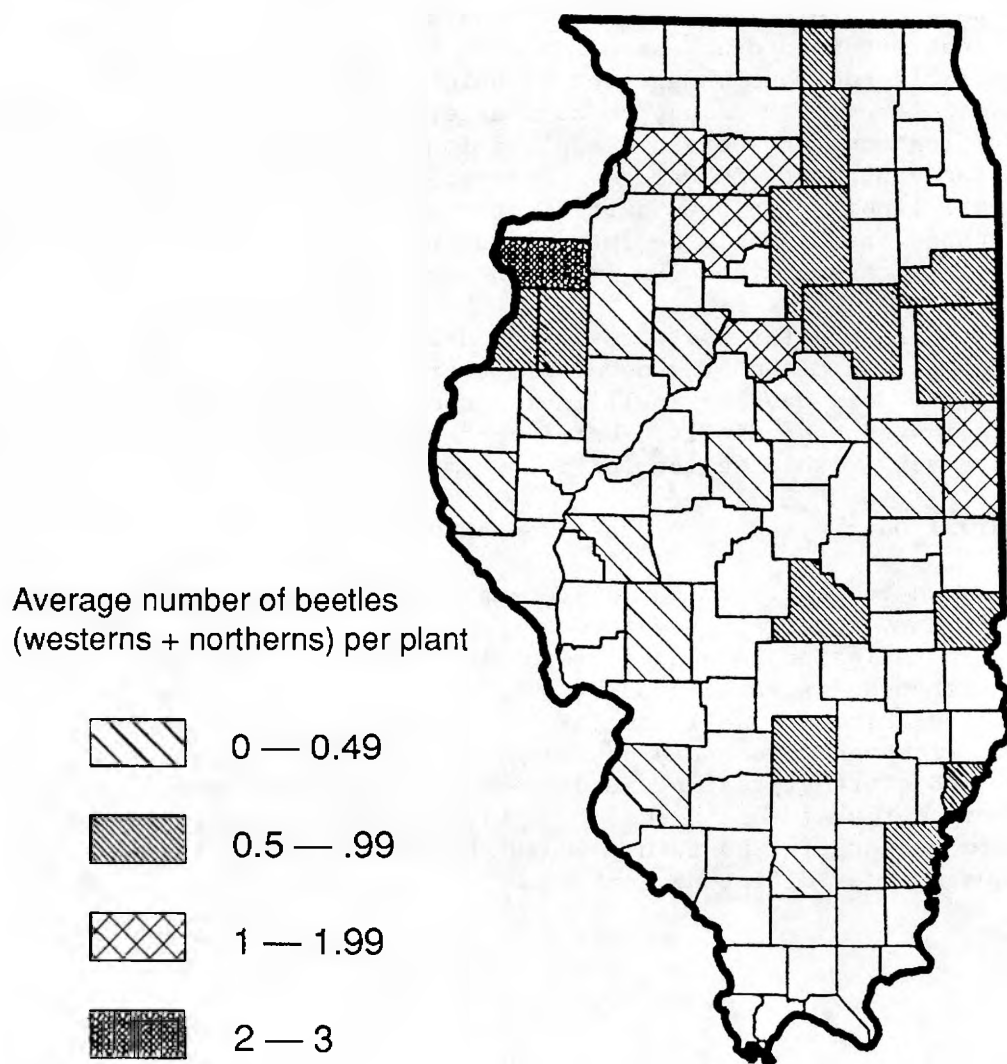 Average number of beetles
(westerns + northerns) per plant
0 — 0.49
0.5 — .99
1 — 1.99
2 — 3